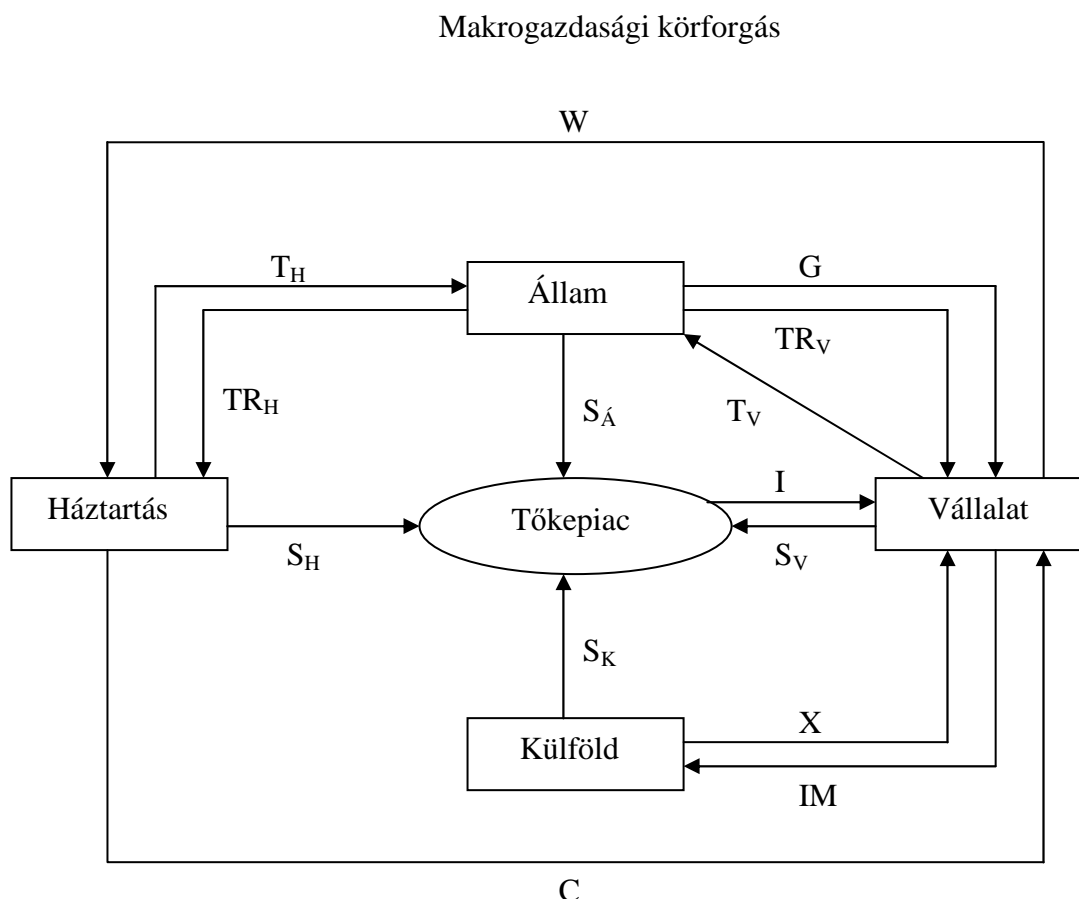 Makrogazdasági körforgás
W
T_H
G
Állam
TR_V
TR_H
S_Á
T_V
I
Háztartás
Tőkepiac
Vállalat
S_H
S_V
S_K
X
Külföld
IM
C